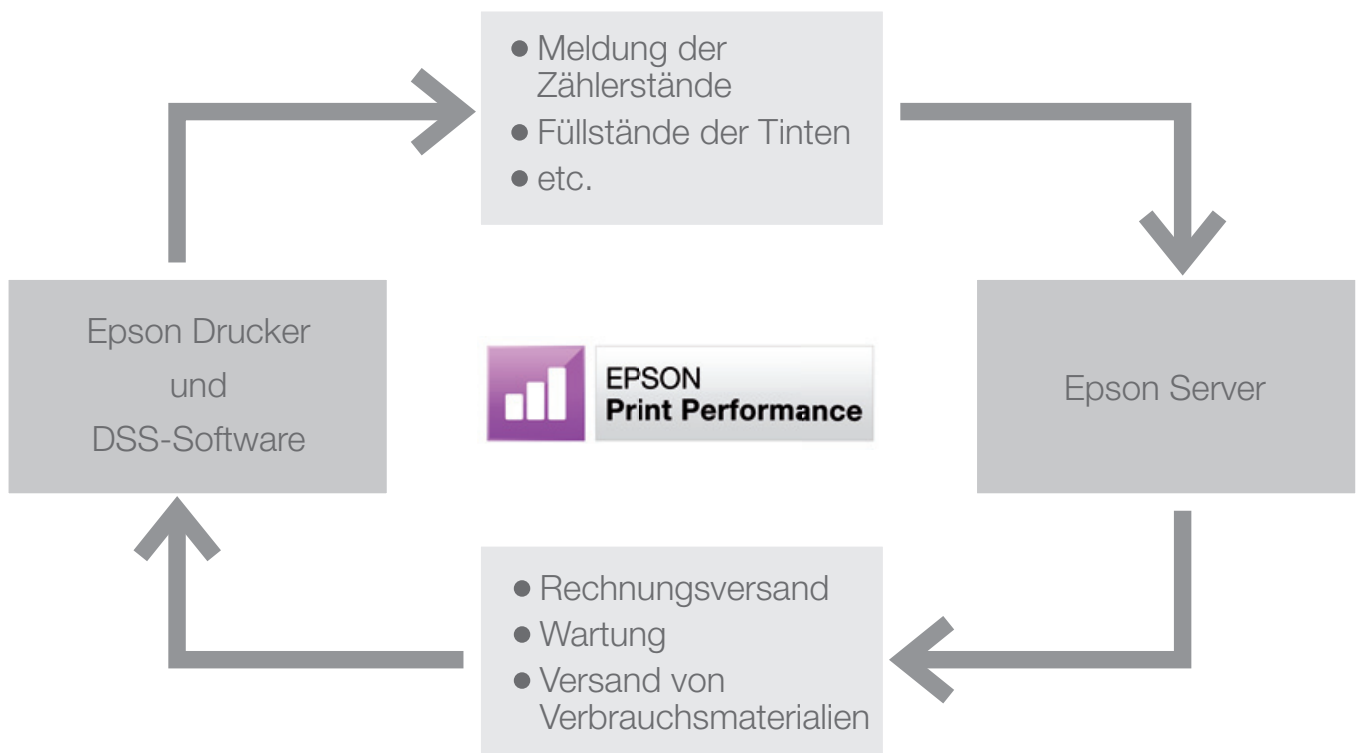 ● Meldung der
Zählerstände
● Füllstände der Tinten
● etc.
Epson Drucker
und
DSS-Software
EPSON
Print Performance
Epson Server
● Rechnungsversand
● Wartung
● Versand von
Verbrauchsmaterialien